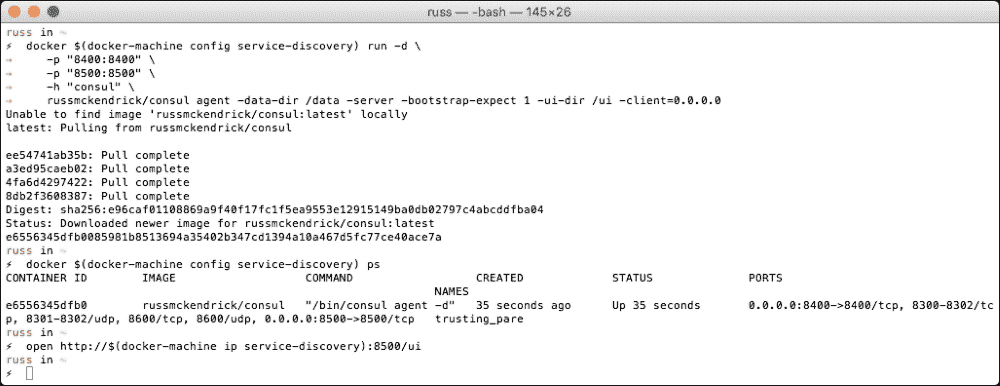 russ — -bash — 145×26
russ in ~
⚡ docker $(docker-machine config service-discovery) run -d \
→ -p "8400:8400" \
→ -p "8500:8500" \
→ -h "consul" \
→ russmckendrick/consul agent -data-dir /data -server -bootstrap-expect 1 -ui-dir /ui -client=0.0.0.0
Unable to find image 'russmckendrick/consul:latest' locally
latest: Pulling from russmckendrick/consul
ee54741ab35b: Pull complete
a3ed95caeb02: Pull complete
4fa6d4297422: Pull complete
8db2f3608387: Pull complete
Digest: sha256:e96caf01108869a9f40f17fc1f5ea9553e12915149ba0db02797c4abcddfba04
Status: Downloaded newer image for russmckendrick/consul:latest
e6556345dfb0085981b8513694a35402b347cd1394a10a467d5fc77ce40ace7a
russ in ~
⚡ docker $(docker-machine config service-discovery) ps
CONTAINER ID IMAGE COMMAND CREATED STATUS PORTS
NAMES
e6556345dfb0 russmckendrick/consul "/bin/consul agent -d" 35 seconds ago Up 35 seconds 0.0.0.0:8400->8400/tcp, 8300-8302/tc
p, 8301-8302/udp, 8600/tcp, 8600/udp, 0.0.0.0:8500->8500/tcp trusting_pare
russ in ~
⚡ open http://$(docker-machine ip service-discovery):8500/ui
russ in ~
⚡